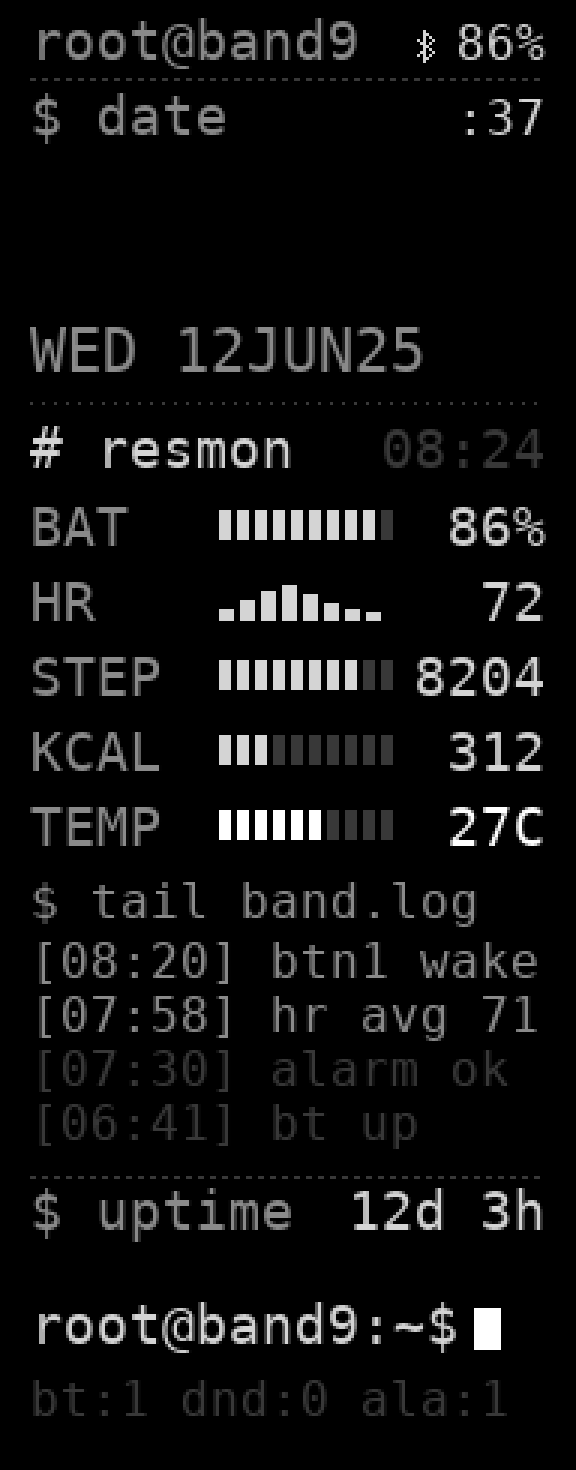 root@band9 86%
$ date :37
WED 12JUN25
# resmon 08:24
BAT 86%
HR 72
STEP 8204
KCAL 312
TEMP 27C
$ tail band.log
[08:20] btn1 wake
[07:58] hr avg 71
[07:30] alarm ok
[06:41] bt up
$ uptime 12d 3h
root@band9:~$
bt:1 dnd:0 ala:1